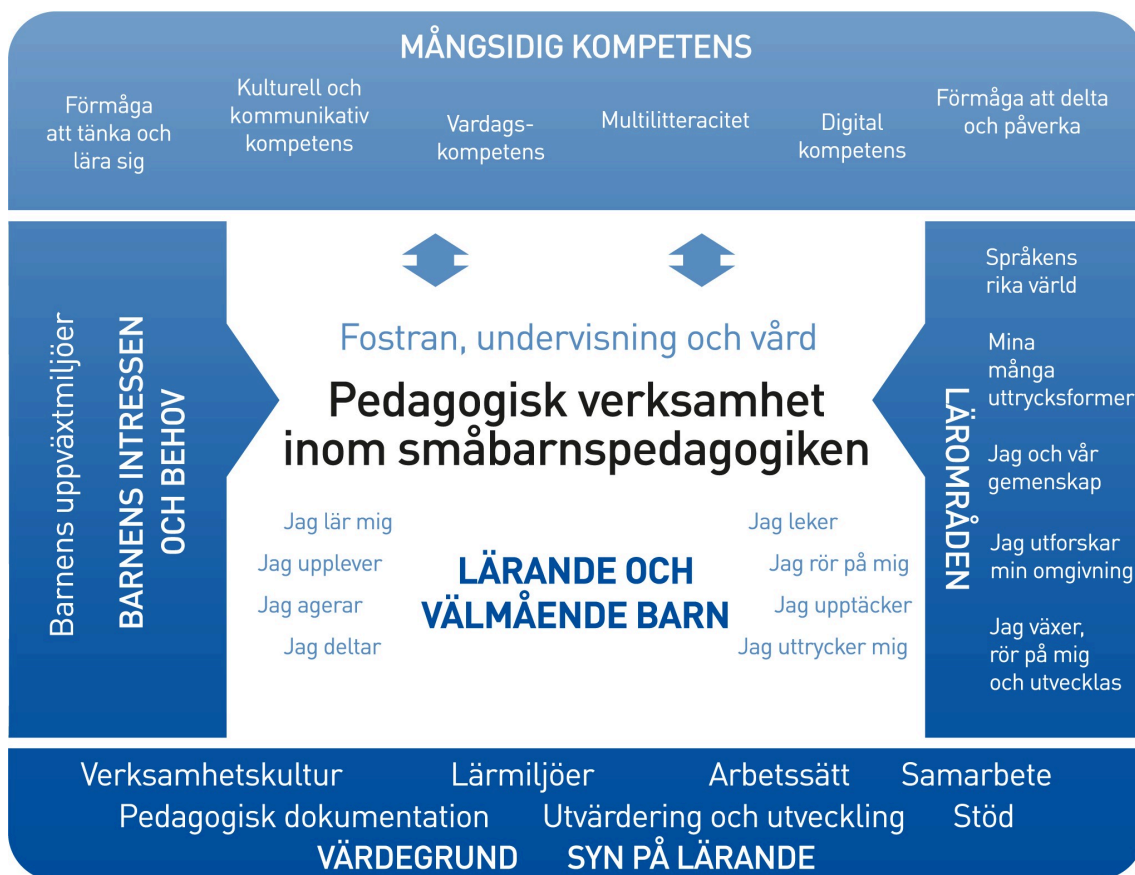 MÅNGSIDIG KOMPETENS
Förmåga
att tänka och
lära sig
Kulturell och
kommunikativ
kompetens
Vardags-
kompetens
Multilitteracitet
Digital
kompetens
Förmåga att delta
och påverka
Barnens uppväxtmiljöer
BARNENS INTRESSEN
OCH BEHOV
Fostran, undervisning och vård
Pedagogisk verksamhet
inom småbarnspedagogiken
Jag lär mig
Jag upplever
Jag agerar
Jag deltar
LÄRANDE OCH
VÄLMÅENDE BARN
Jag leker
Jag rör på mig
Jag upptäcker
Jag uttrycker mig
LÄROMRÅDEN
Språkens
rika värld
Mina
många
uttrycksformer
Jag och vår
gemenskap
Jag utforskar
min omgivning
Jag växer,
rör på mig
och utvecklas
Verksamhetskultur Lärmiljöer Arbetssätt Samarbete
Pedagogisk dokumentation Utvärdering och utveckling Stöd
VÄRDEGRUND SYN PÅ LÄRANDE